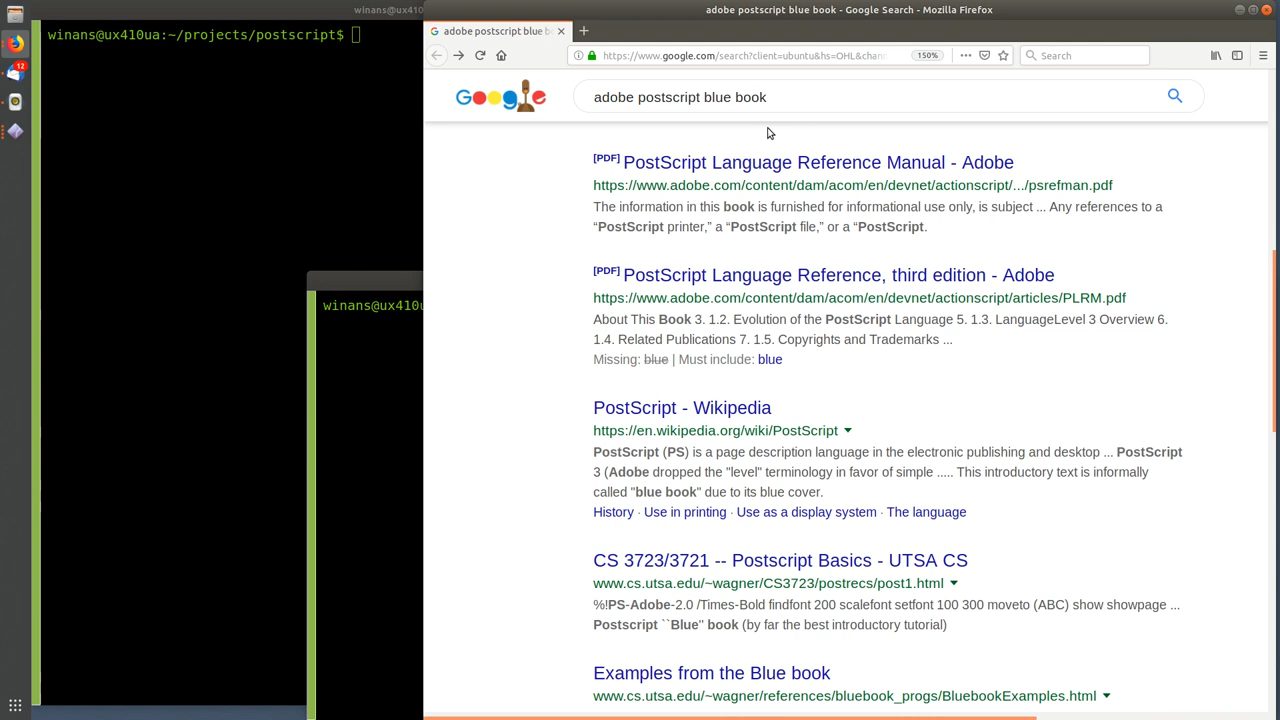 winans@ux410
adobe postscript blue book - Google Search - Mozilla Firefox
winans@ux410ua:~/projects/postscript$
adobe postscript blue b
https://www.google.com/search?client=ubuntu&hs=OHL&chan
150%
Search
12
Google
adobe postscript blue book
[PDF] PostScript Language Reference Manual - Adobe
https://www.adobe.com/content/dam/acom/en/devnet/actionscript/.../psrefman.pdf
The information in this book is furnished for informational use only, is subject ... Any references to a
“PostScript printer,” a “PostScript file,” or a “PostScript.
[PDF] PostScript Language Reference, third edition - Adobe
https://www.adobe.com/content/dam/acom/en/devnet/actionscript/articles/PLRM.pdf
winans@ux410u
About This Book 3. 1.2. Evolution of the PostScript Language 5. 1.3. LanguageLevel 3 Overview 6.
1.4. Related Publications 7. 1.5. Copyrights and Trademarks ...
Missing: blue | Must include: blue
PostScript - Wikipedia
https://en.wikipedia.org/wiki/PostScript
PostScript (PS) is a page description language in the electronic publishing and desktop ... PostScript
3 (Adobe dropped the "level" terminology in favor of simple ..... This introductory text is informally
called "blue book" due to its blue cover.
History · Use in printing · Use as a display system · The language
CS 3723/3721 -- Postscript Basics - UTSA CS
www.cs.utsa.edu/~wagner/CS3723/postrecs/post1.html
%!PS-Adobe-2.0 /Times-Bold findfont 200 scalefont setfont 100 300 moveto (ABC) show showpage ...
Postscript ``Blue'' book (by far the best introductory tutorial)
Examples from the Blue book
www.cs.utsa.edu/~wagner/references/bluebook_progs/BluebookExamples.html